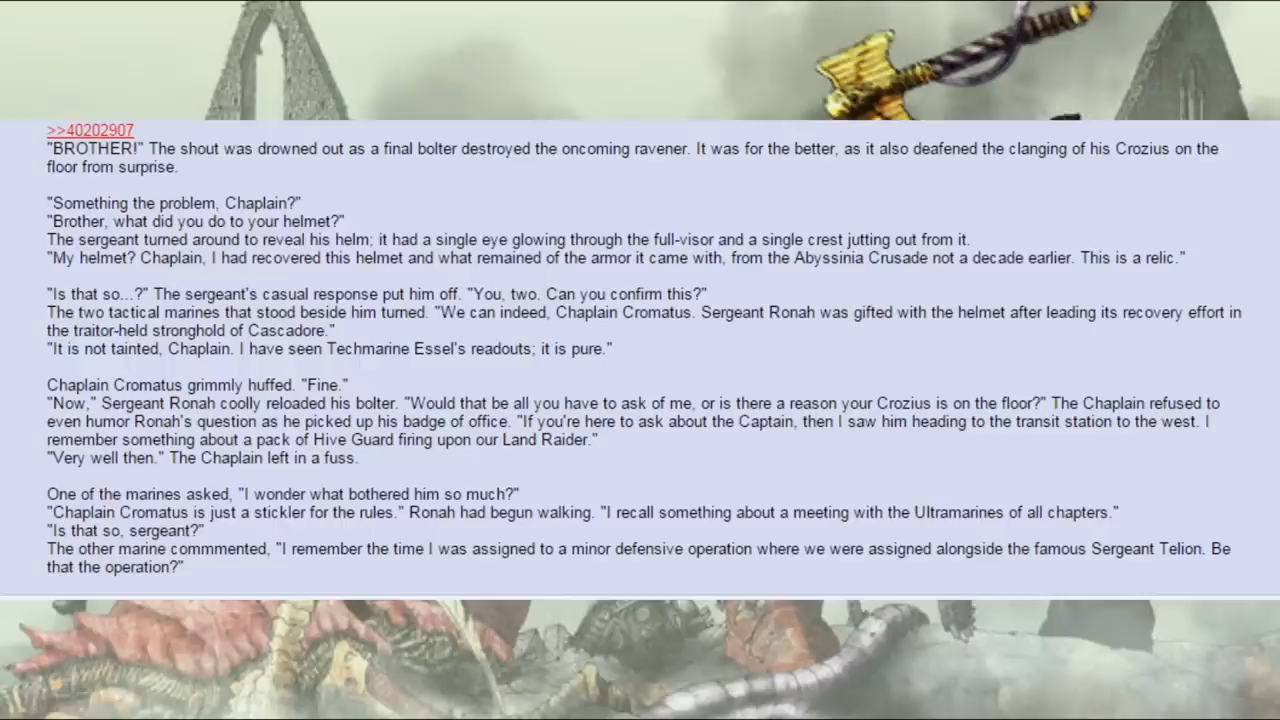 >>40202907
"BROTHER!" The shout was drowned out as a final bolter destroyed the oncoming ravener. It was for the better, as it also deafened the clanging of his Crozius on the
floor from surprise.
"Something the problem, Chaplain?"
"Brother, what did you do to your helmet?"
The sergeant turned around to reveal his helm; it had a single eye glowing through the full-visor and a single crest jutting out from it.
"My helmet? Chaplain, I had recovered this helmet and what remained of the armor it came with, from the Abyssinia Crusade not a decade earlier. This is a relic."
"Is that so...?" The sergeant's casual response put him off. "You, two. Can you confirm this?"
The two tactical marines that stood beside him turned. "We can indeed, Chaplain Cromatus. Sergeant Ronah was gifted with the helmet after leading its recovery effort in
the traitor-held stronghold of Cascadore."
"It is not tainted, Chaplain. I have seen Techmarine Essel's readouts; it is pure."
Chaplain Cromatus grimmly huffed. "Fine."
"Now," Sergeant Ronah coolly reloaded his bolter. "Would that be all you have to ask of me, or is there a reason your Crozius is on the floor?" The Chaplain refused to
even humor Ronah's question as he picked up his badge of office. "If you're here to ask about the Captain, then I saw him heading to the transit station to the west. I
remember something about a pack of Hive Guard firing upon our Land Raider."
"Very well then." The Chaplain left in a fuss.
One of the marines asked, "I wonder what bothered him so much?"
"Chaplain Cromatus is just a stickler for the rules." Ronah had begun walking. "I recall something about a meeting with the Ultramarines of all chapters."
"Is that so, sergeant?"
The other marine commmented, "I remember the time I was assigned to a minor defensive operation where we were assigned alongside the famous Sergeant Telion. Be
that the operation?"